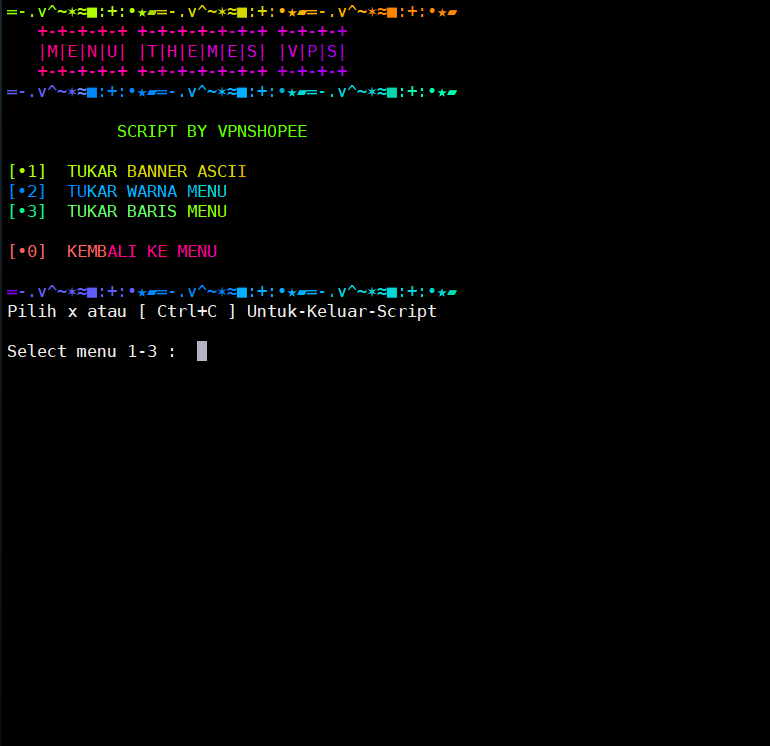 =-.v^~✶≈■:+:•★▰=-.v^~✶≈■:+:•★▰=-.v^~✶≈■:+:•★▰
+-+-+-+-+ +-+-+-+-+-+-+ +-+-+-+
|M|E|N|U| |T|H|E|M|E|S| |V|P|S|
+-+-+-+-+ +-+-+-+-+-+-+ +-+-+-+
=-.v^~✶≈■:+:•★▰=-.v^~✶≈■:+:•★▰=-.v^~✶≈■:+:•★▰
SCRIPT BY VPNSHOPEE
[•1]  TUKAR BANNER ASCII
[•2]  TUKAR WARNA MENU
[•3]  TUKAR BARIS MENU
[•0]  KEMBALI KE MENU
=-.v^~✶≈■:+:•★▰=-.v^~✶≈■:+:•★▰=-.v^~✶≈■:+:•★▰
Pilih x atau [ Ctrl+C ] Untuk-Keluar-Script
Select menu 1-3 :